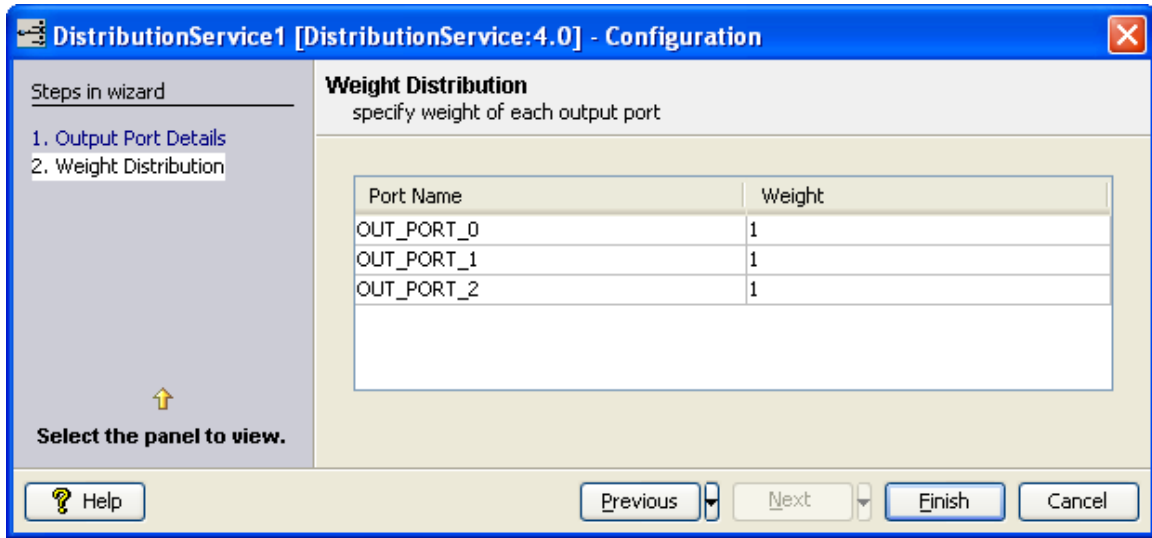 DistributionService1 [DistributionService:4.0] - Configuration
Steps in wizard
1. Output Port Details
2. Weight Distribution
Select the panel to view.
Weight Distribution
specify weight of each output port
Port Name Weight
OUT_PORT_0 1
OUT_PORT_1 1
OUT_PORT_2 1
Help Previous Next Finish Cancel